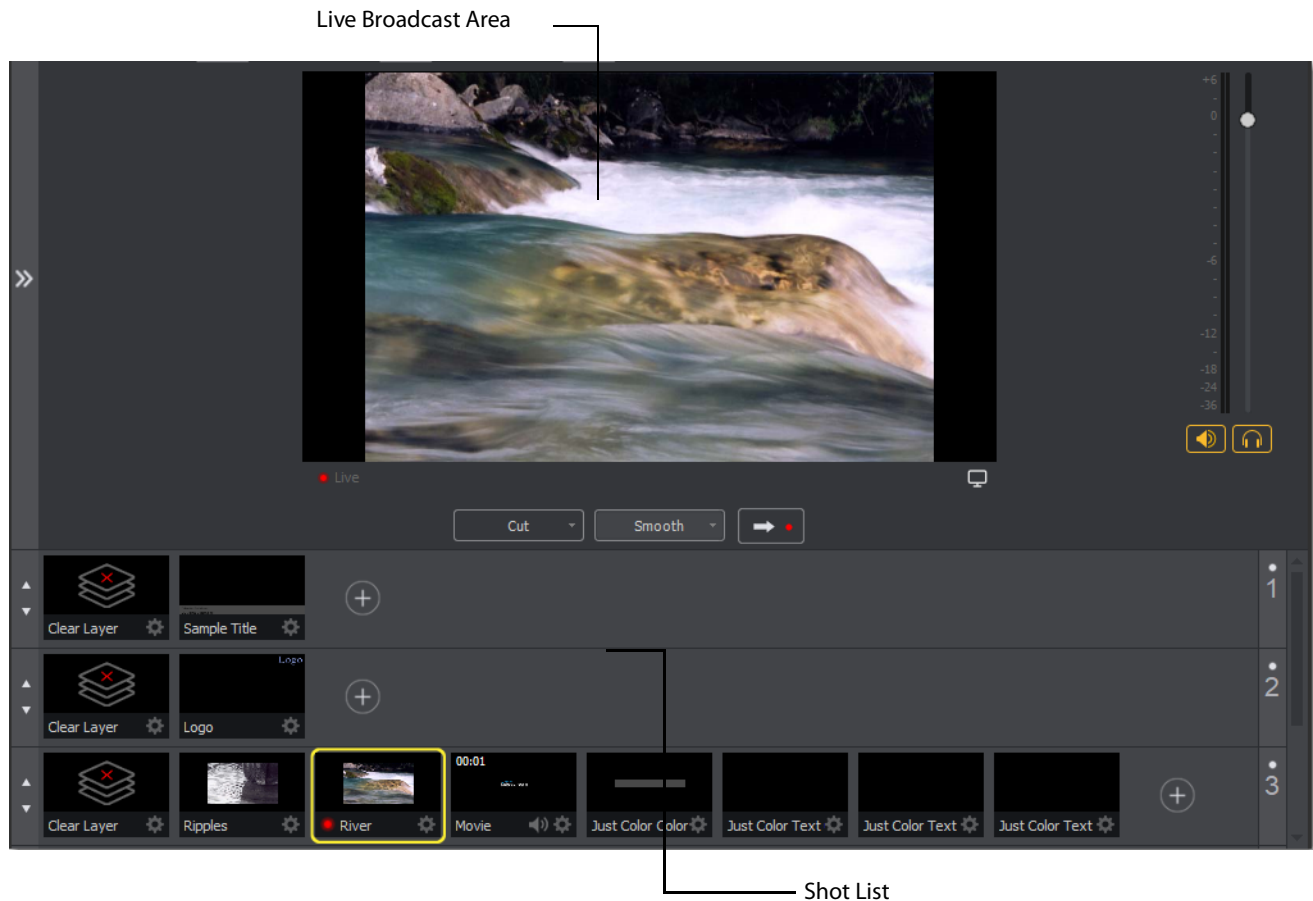 Live Broadcast Area
+6
0
-6
-12
-18
-24
-36
Live
Cut
Smooth
Clear Layer
Sample Title
1
Logo
Clear Layer
Logo
2
00:01
Clear Layer
Ripples
River
Movie
Just Color Color
Just Color Text
Just Color Text
Just Color Text
3
Shot List